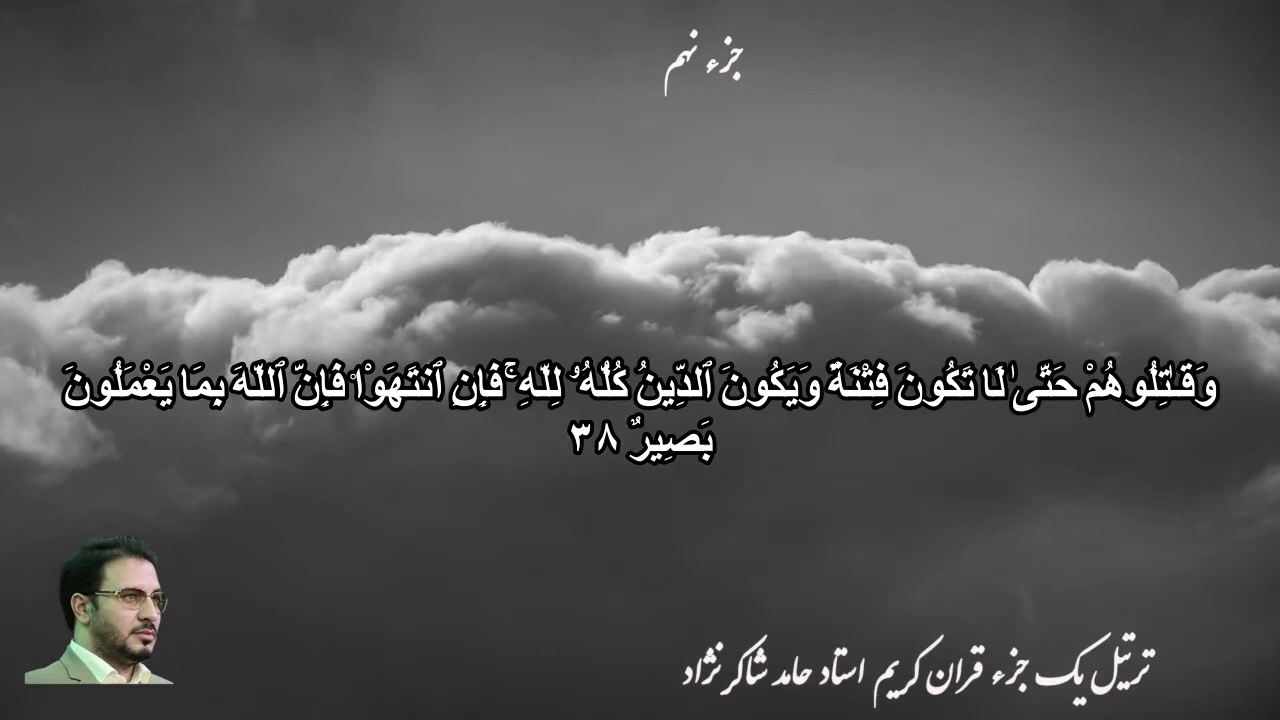 جزء نهم
وَقَٰتِلُوهُمْ حَتَّىٰ لَا تَكُونَ فِتْنَةٌ وَيَكُونَ ٱلدِّينُ كُلُّهُۥ لِلَّهِ ۚ فَإِنِ ٱنتَهَوْا۟ فَإِنَّ ٱللَّهَ بِمَا يَعْمَلُونَ
بَصِيرٌ ٣٨
ترتیل یک جزء قران کریم استاد حامد شاکرنژاد